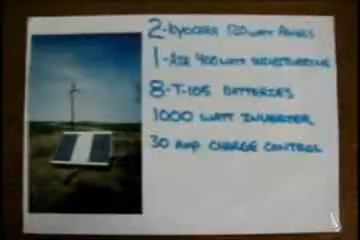 2-KYOCERA 120 WATT PANELS
1-AIR 400 WATT WINDTURBINE
8-T-105 BATTERIES
1000 WATT INVERTER
30 AMP CHARGE CONTROL